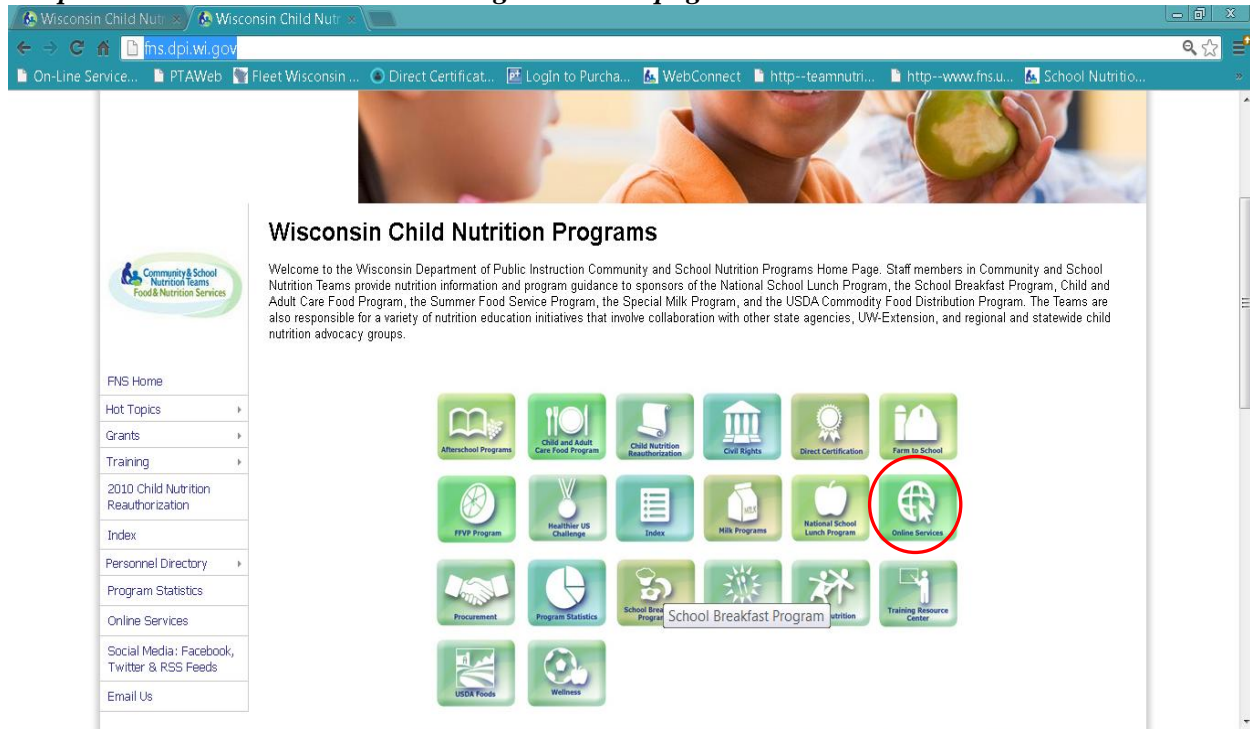 Wisconsin Child Nutr
Wisconsin Child Nutr
fns.dpi.wi.gov
On-Line Service...
PTAWeb
Fleet Wisconsin ...
Direct Certificat...
LogIn to Purcha...
WebConnect
http--teamnutri...
http--www.fns.u...
School Nutritio...
Wisconsin Child Nutrition Programs
Community & School
Nutrition Teams
Food & Nutrition Services
Welcome to the Wisconsin Department of Public Instruction Community and School Nutrition Programs Home Page. Staff members in Community and School
Nutrition Teams provide nutrition information and program guidance to sponsors of the National School Lunch Program, the School Breakfast Program, Child and
Adult Care Food Program, the Summer Food Service Program, the Special Milk Program, and the USDA Commodity Food Distribution Program. The Teams are
also responsible for a variety of nutrition education initiatives that involve collaboration with other state agencies, UW-Extension, and regional and statewide child
nutrition advocacy groups.
FNS Home
Hot Topics
Grants
Training
2010 Child Nutrition
Reauthorization
Index
Personnel Directory
Program Statistics
Online Services
Social Media: Facebook,
Twitter & RSS Feeds
Email Us
Afterschool Programs
Child and Adult
Care Food Program
Child Nutrition
Reauthorization
Civil Rights
Direct Certification
Farm to School
FFVP Program
Healthier US
Challenge
Index
MILK
Milk Programs
National School
Lunch Program
Online Services
Procurement
Program Statistics
School Brea
Progra
School Breakfast Program
utrition
Training Resource
Center
USDA Foods
Wellness